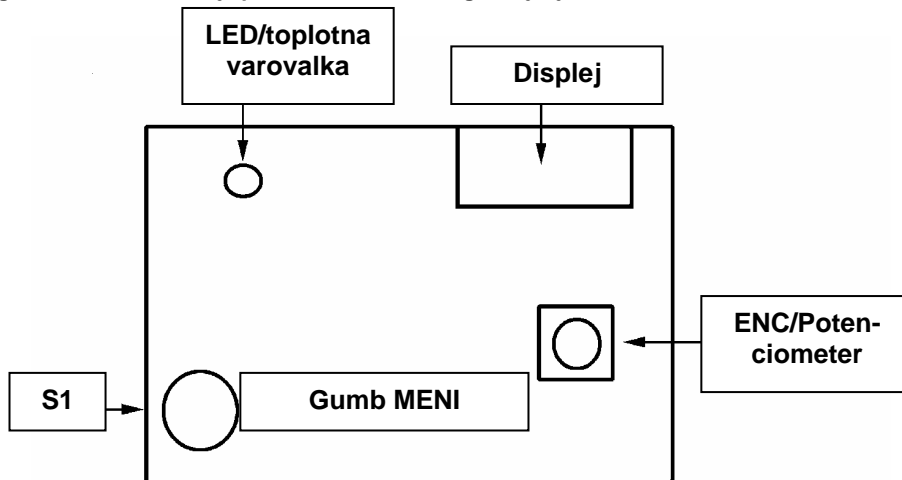 LED/toplotna
varovalka
Displej
ENC/Poten-
ciometer
S1
Gumb MENI